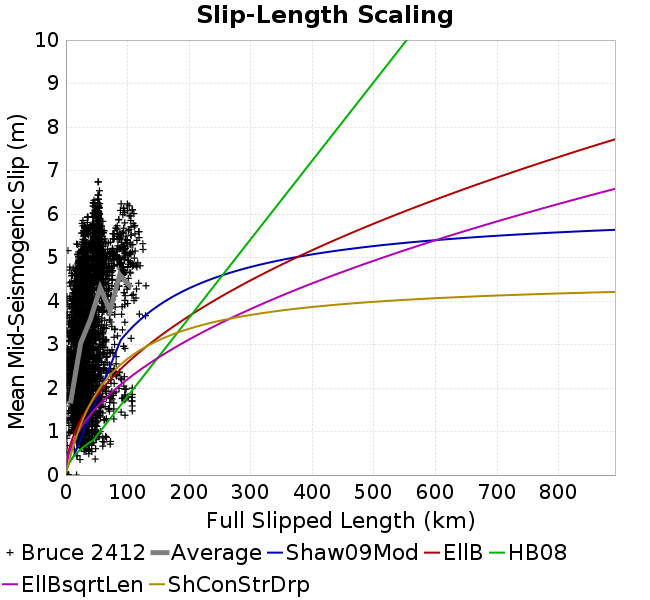 Slip-Length Scaling
Mean Mid-Seismogenic Slip (m)
10
9
8
7
6
5
4
3
2
1
0
0 100 200 300 400 500 600 700 800
Full Slipped Length (km)
Bruce 2412 Average Shaw09Mod EllB HB08
EllBsqrtLen ShConStrDrp